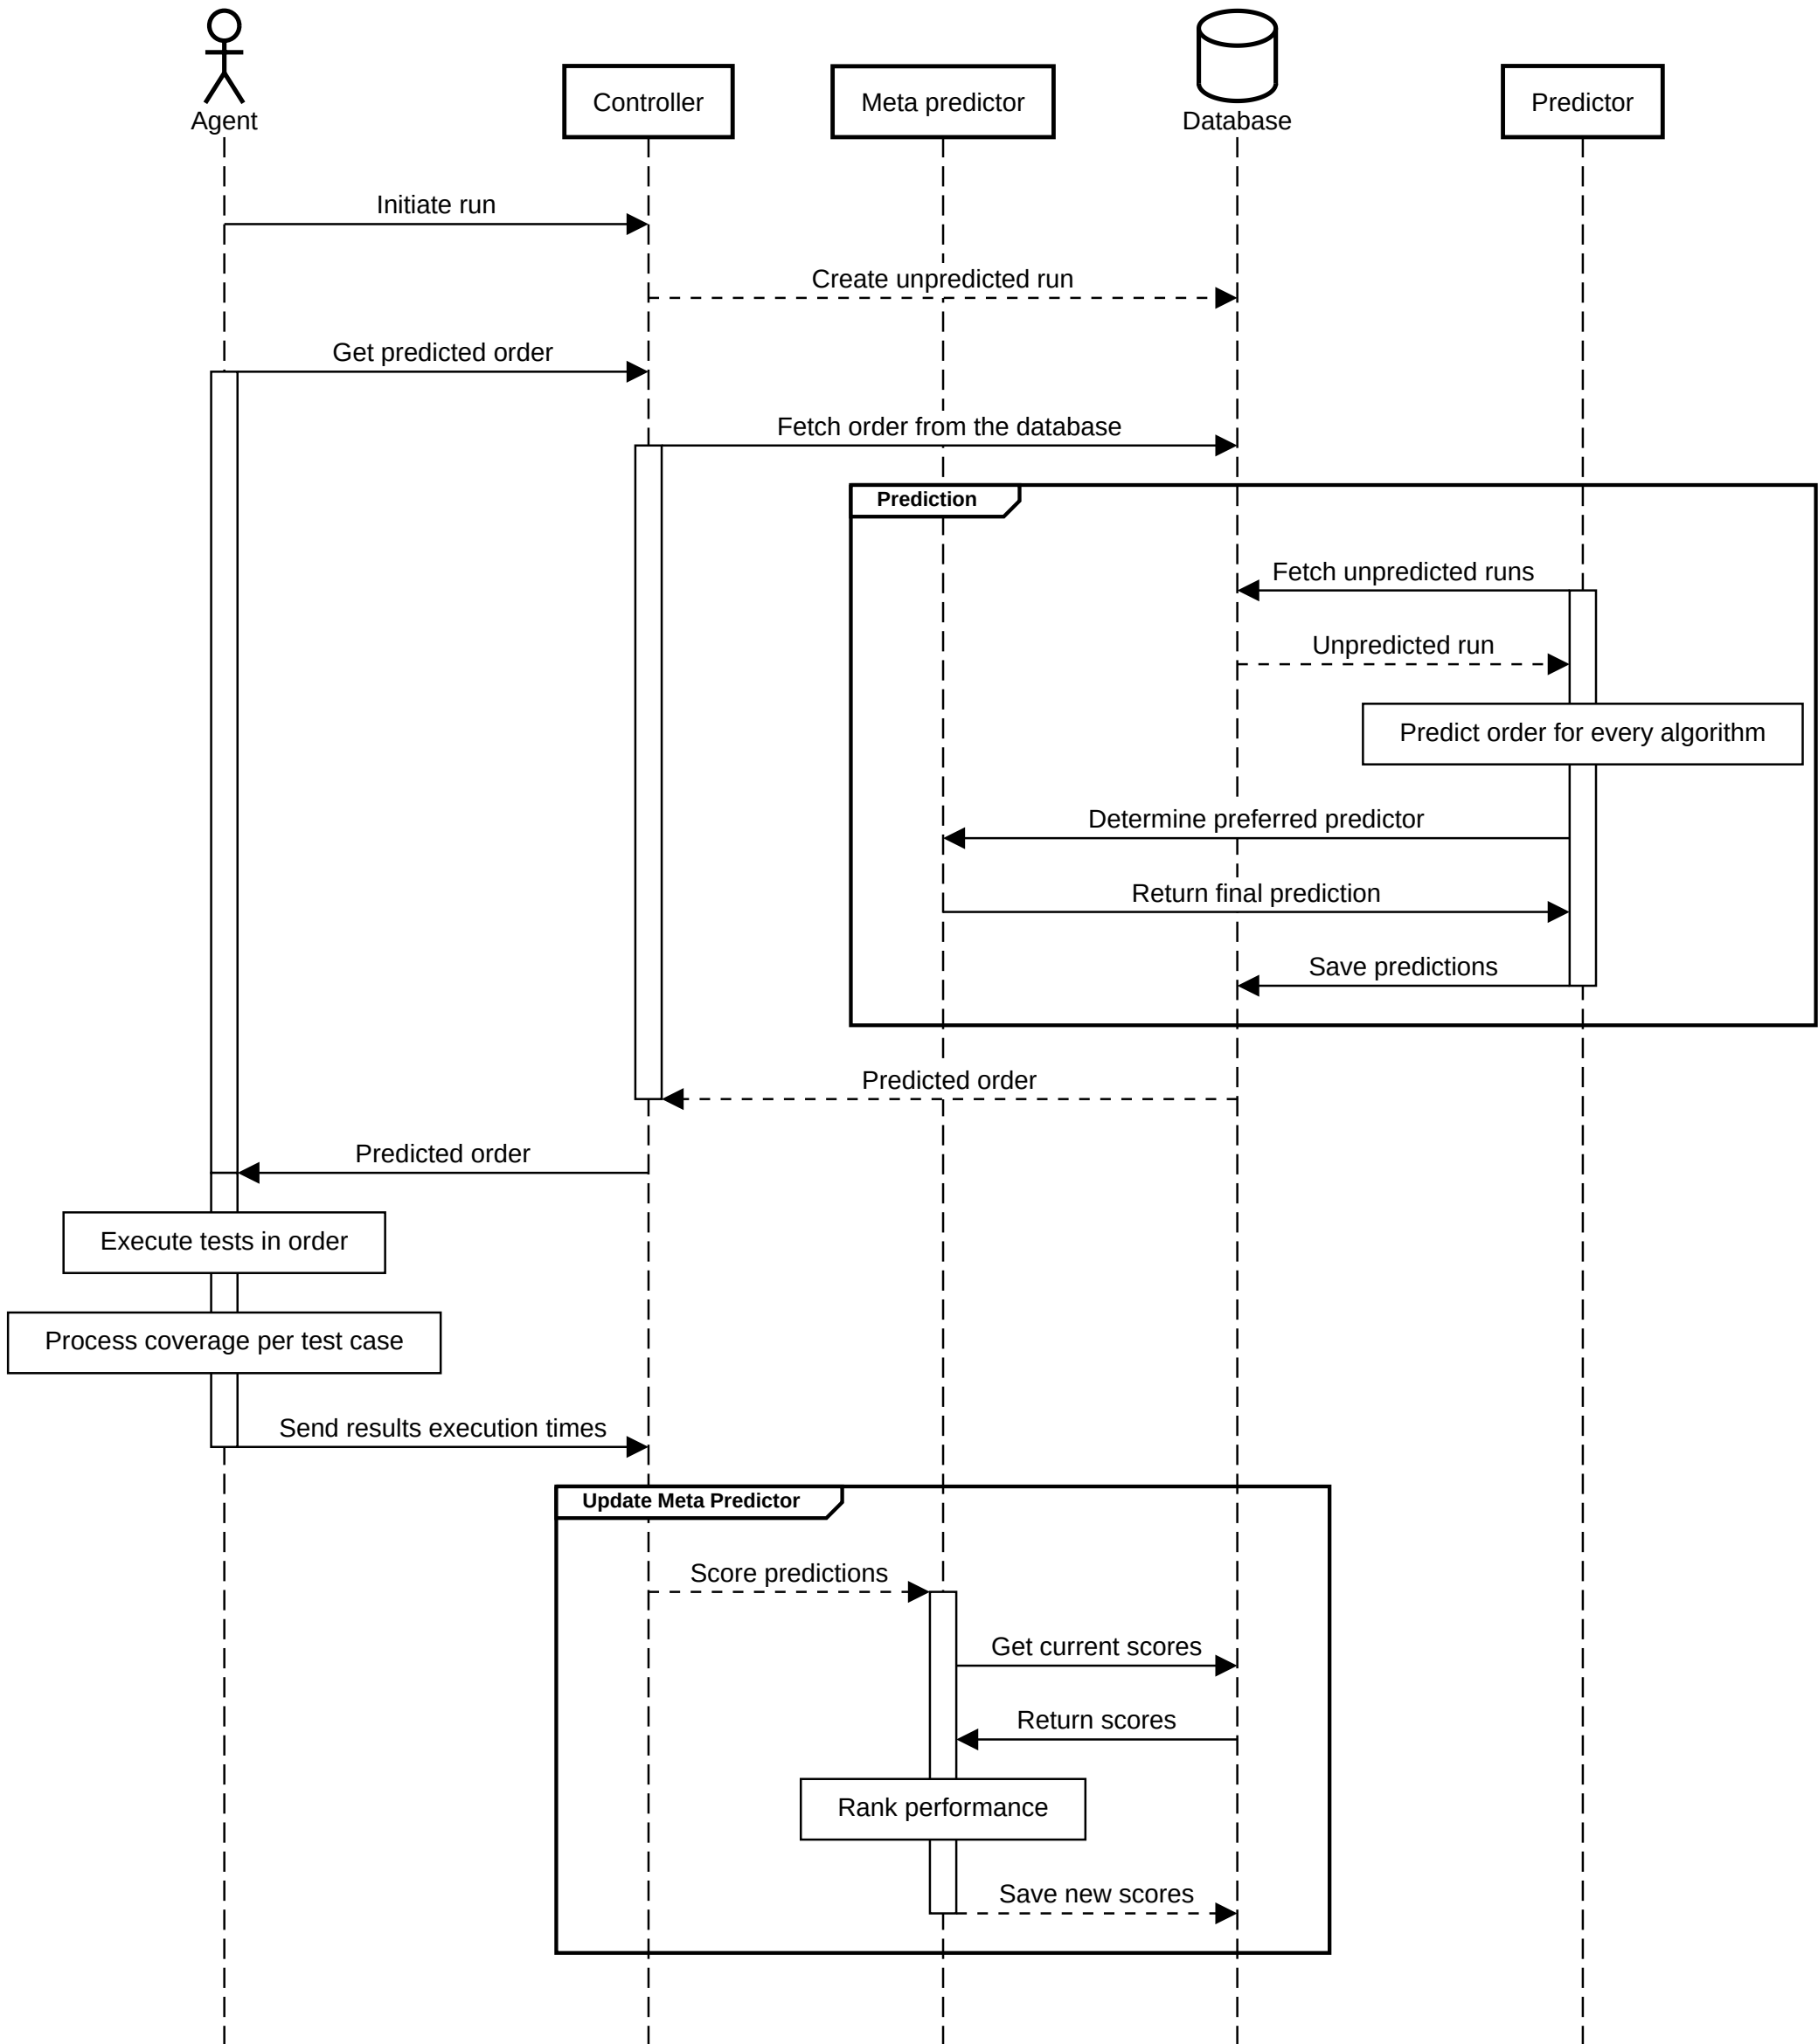 Agent
Controller
Meta predictor
Database
Predictor
Initiate run
Create unpredicted run
Get predicted order
Fetch order from the database
Prediction
Fetch unpredicted runs
Unpredicted run
Predict order for every algorithm
Determine preferred predictor
Return final prediction
Save predictions
Predicted order
Predicted order
Execute tests in order
Process coverage per test case
Send results execution times
Update Meta Predictor
Score predictions
Get current scores
Return scores
Rank performance
Save new scores